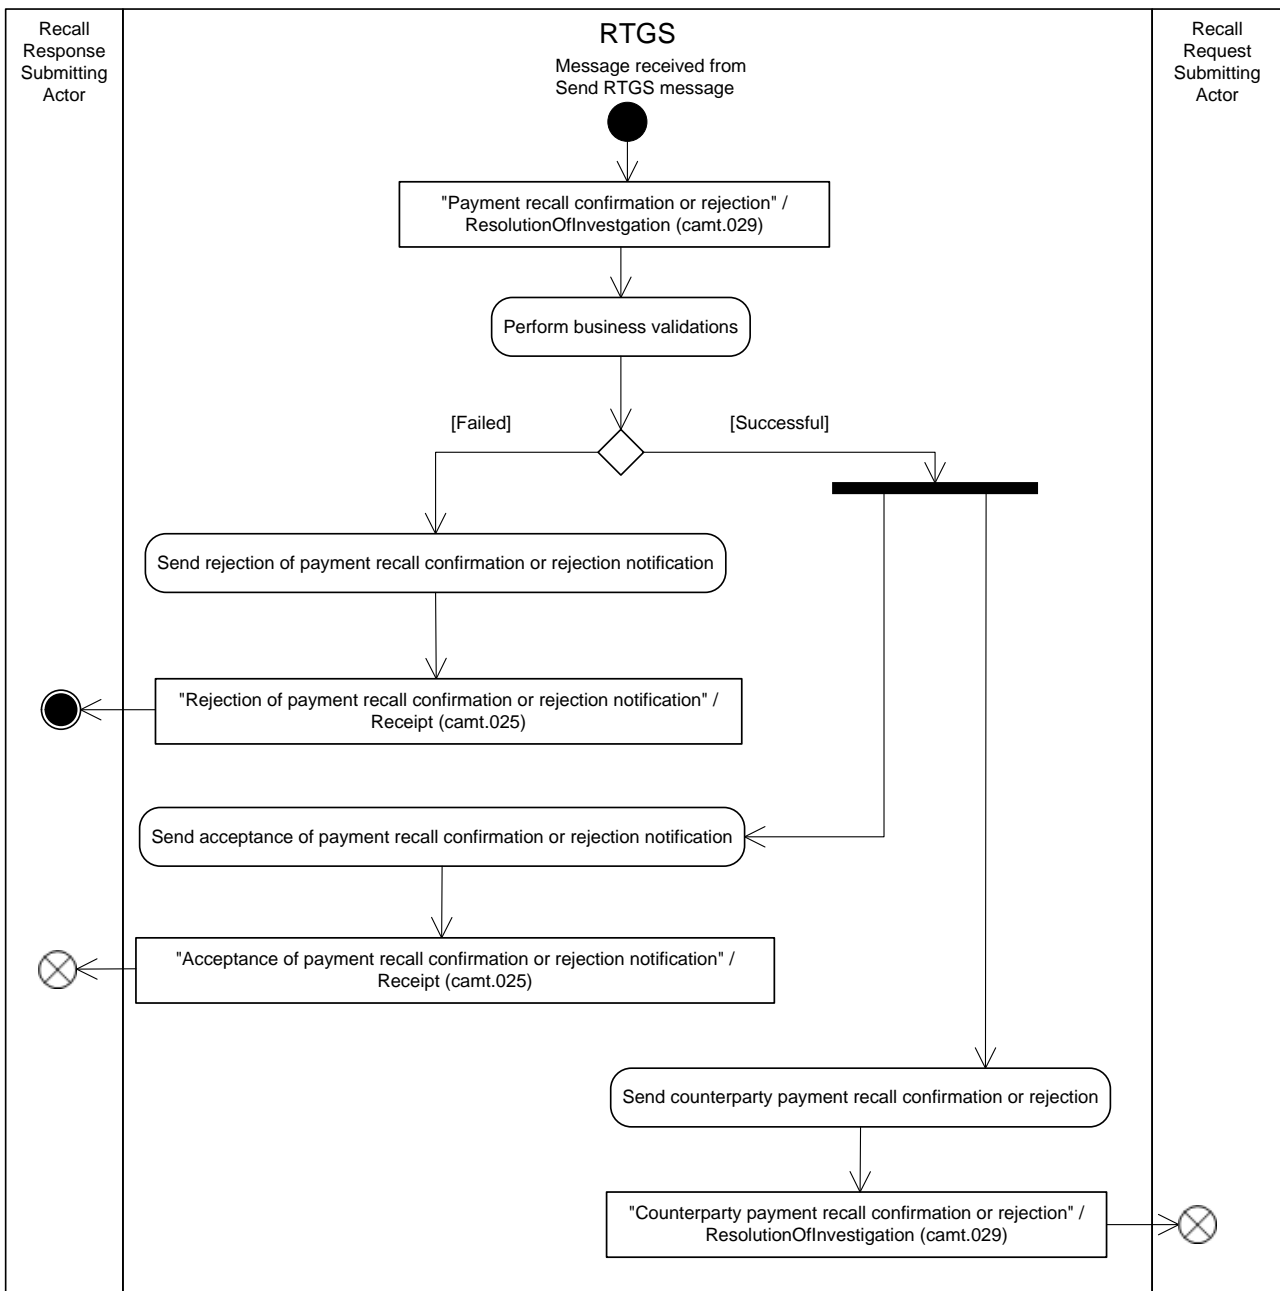 Recall
Response
Submitting
Actor
RTGS
Message received from
Send RTGS message
Recall
Request
Submitting
Actor
"Payment recall confirmation or rejection" /
ResolutionOfInvestgation (camt.029)
Perform business validations
[Failed]
[Successful]
Send rejection of payment recall confirmation or rejection notification
"Rejection of payment recall confirmation or rejection notification" /
Receipt (camt.025)
Send acceptance of payment recall confirmation or rejection notification
"Acceptance of payment recall confirmation or rejection notification" /
Receipt (camt.025)
Send counterparty payment recall confirmation or rejection
"Counterparty payment recall confirmation or rejection" /
ResolutionOfInvestigation (camt.029)